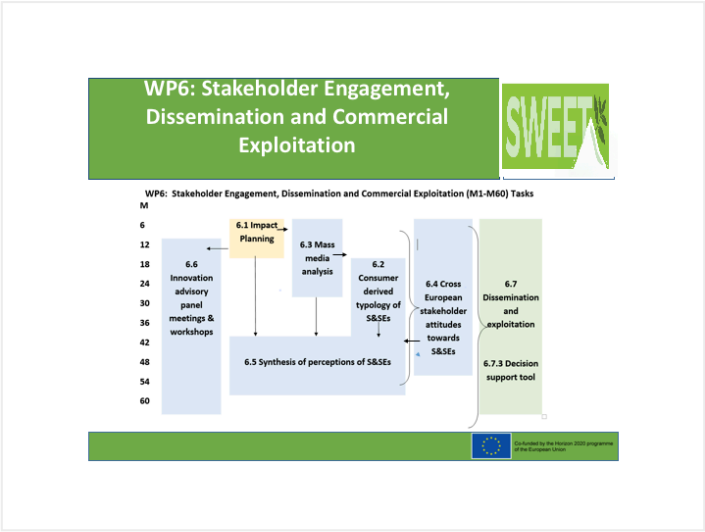 WP6: Stakeholder Engagement,
Dissemination and Commercial
Exploitation
SWEET
WP6:  Stakeholder Engagement, Dissemination and Commercial Exploitation (M1-M60) Tasks
M
6
12
18
24
30
36
42
48
54
60
6.6
Innovation
advisory
panel
meetings &
workshops
6.1 Impact
Planning
6.3 Mass
media
analysis
6.2
Consumer
derived
typology of
S&SEs
6.5 Synthesis of perceptions of S&SEs
6.4 Cross
European
stakeholder
attitudes
towards
S&SEs
6.7
Dissemination
and
exploitation
6.7.3 Decision
support tool
Co-funded by the Horizon 2020 programme
of the European Union